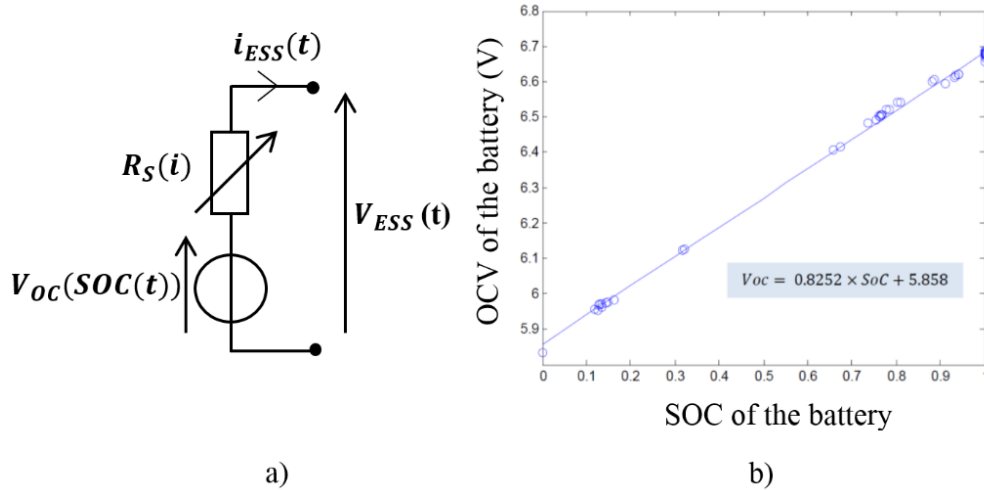 i_ESS(t)
R_S(i)
V_ESS (t)
V_OC(SOC(t))
a)
OCV of the battery (V)
6.8
6.7
6.6
6.5
6.4
6.3
6.2
6.1
6
5.9
Voc = 0.8252 × SoC + 5.858
0 0.1 0.2 0.3 0.4 0.5 0.6 0.7 0.8 0.9 1
SOC of the battery
b)